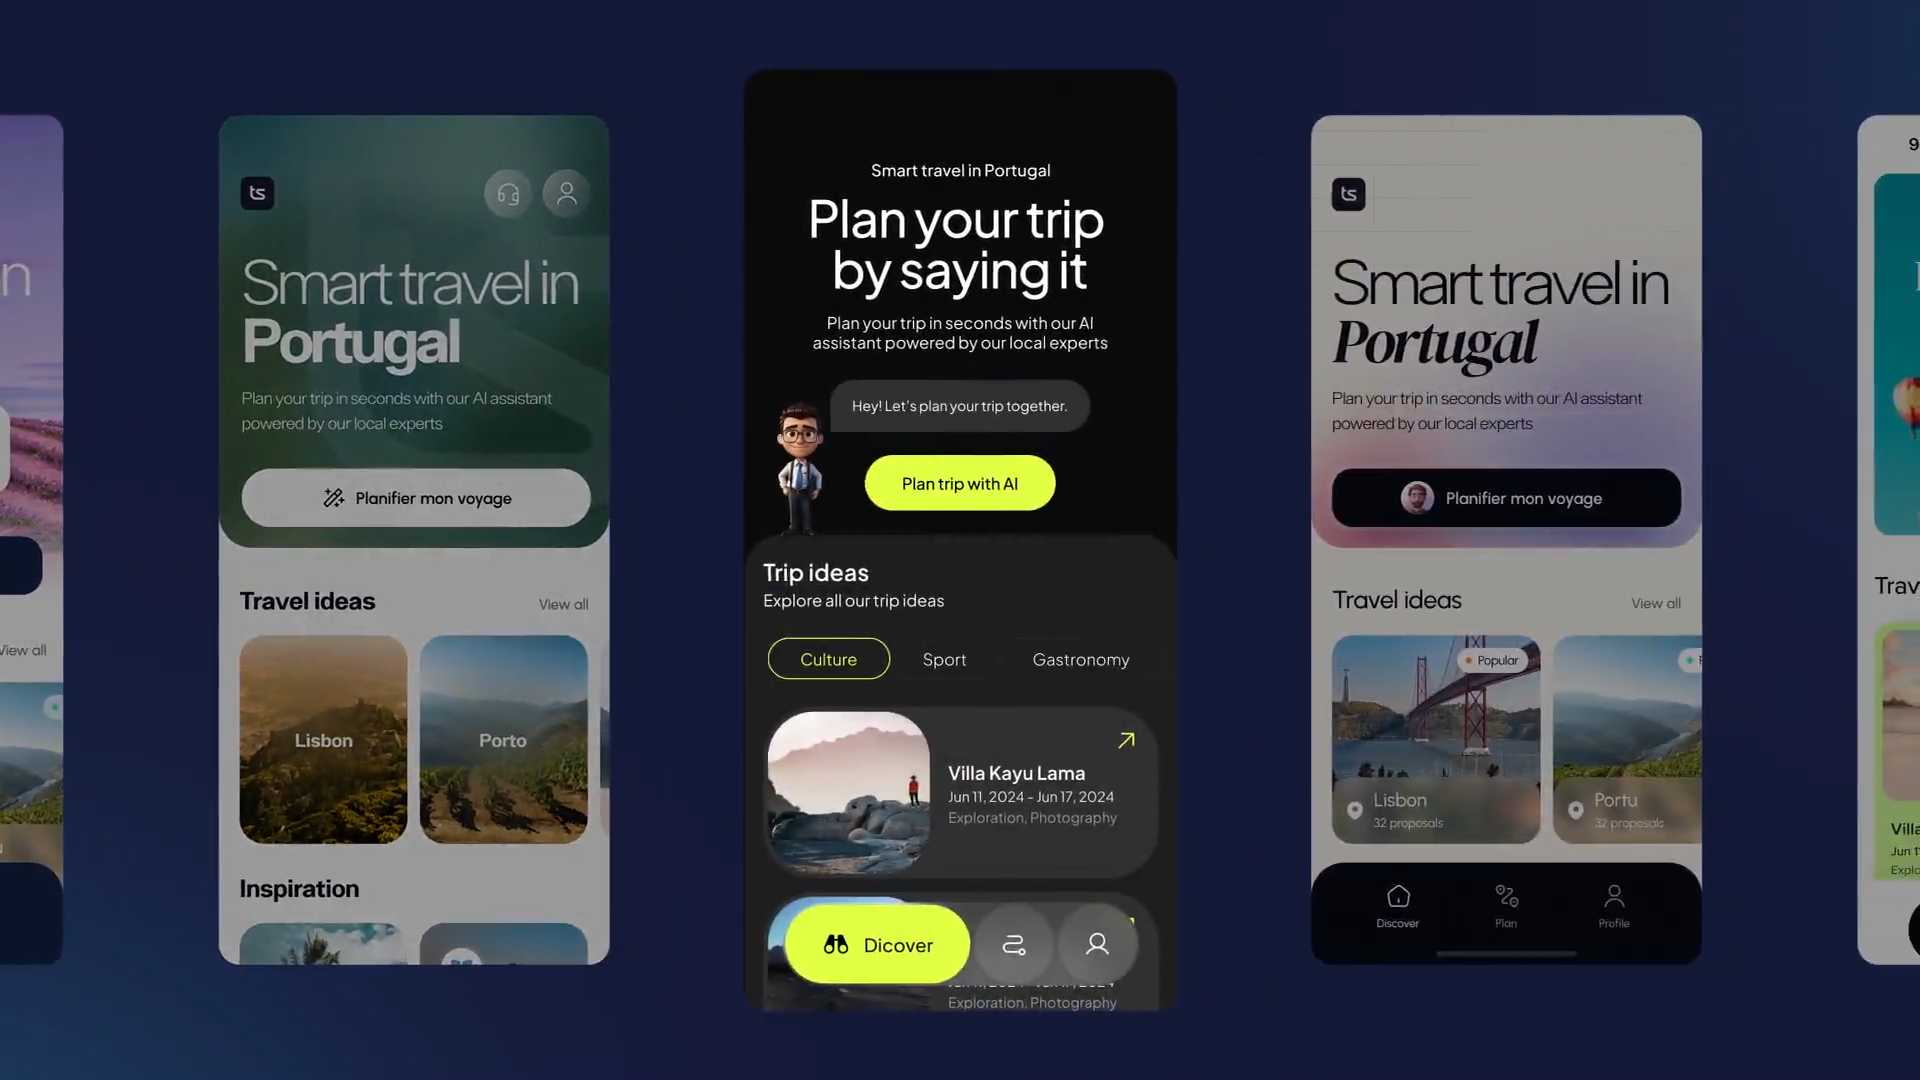 n
View all
ts
Smart travel in
Portugal
Plan your trip in seconds with our AI assistant
powered by our local experts
Planifier mon voyage
Travel ideas
View all
Lisbon
Porto
Inspiration
Smart travel in Portugal
Plan your trip
by saying it
Plan your trip in seconds with our AI
assistant powered by our local experts
Hey! Let's plan your trip together.
Plan trip with AI
Trip ideas
Explore all our trip ideas
Culture
Sport
Gastronomy
Villa Kayu Lama
Jun 11, 2024 - Jun 17, 2024
Exploration, Photography
Dicover
Exploration, Photography
ts
Smart travel in
Portugal
Plan your trip in seconds with our AI assistant
powered by our local experts
Planifier mon voyage
Travel ideas
View all
Popular
Lisbon
32 proposals
Portu
32 proposals
Discover
Plan
Profile
9
Trav
Villa
Jun 1
Explo